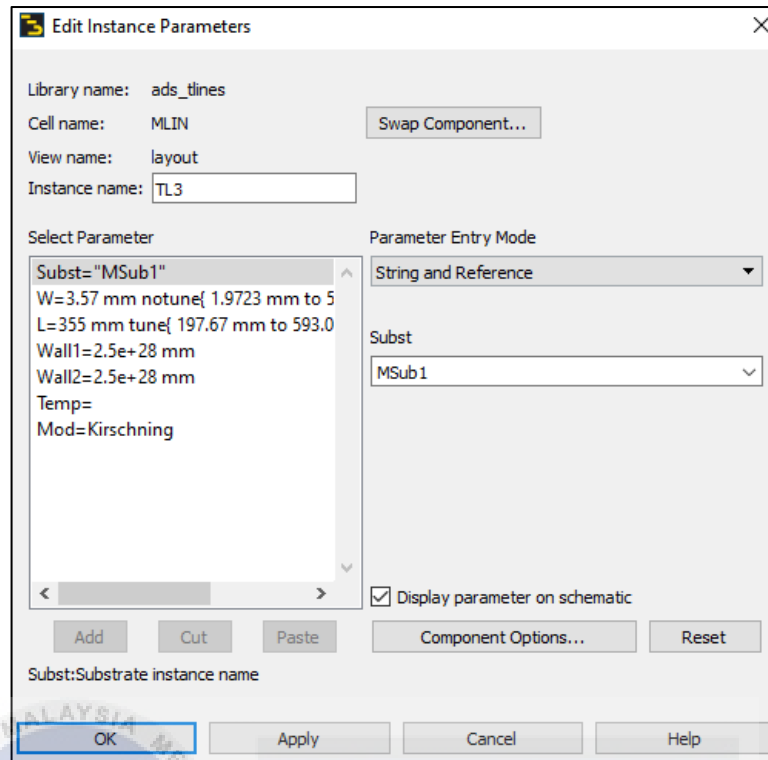 Edit Instance Parameters
Library name: ads_tlines
Cell name: MLIN
Swap Component...
View name: layout
Instance name: TL3
Select Parameter
Parameter Entry Mode
Subst="MSub1"
String and Reference
W=3.57 mm notune{ 1.9723 mm to 5
L=355 mm tune{ 197.67 mm to 593.0
Subst
Wall1=2.5e+28 mm
MSub1
Wall2=2.5e+28 mm
Temp=
Mod=Kirschning
Display parameter on schematic
Add Cut Paste Component Options... Reset
Subst:Substrate instance name
MALAYSIA
OK Apply Cancel Help